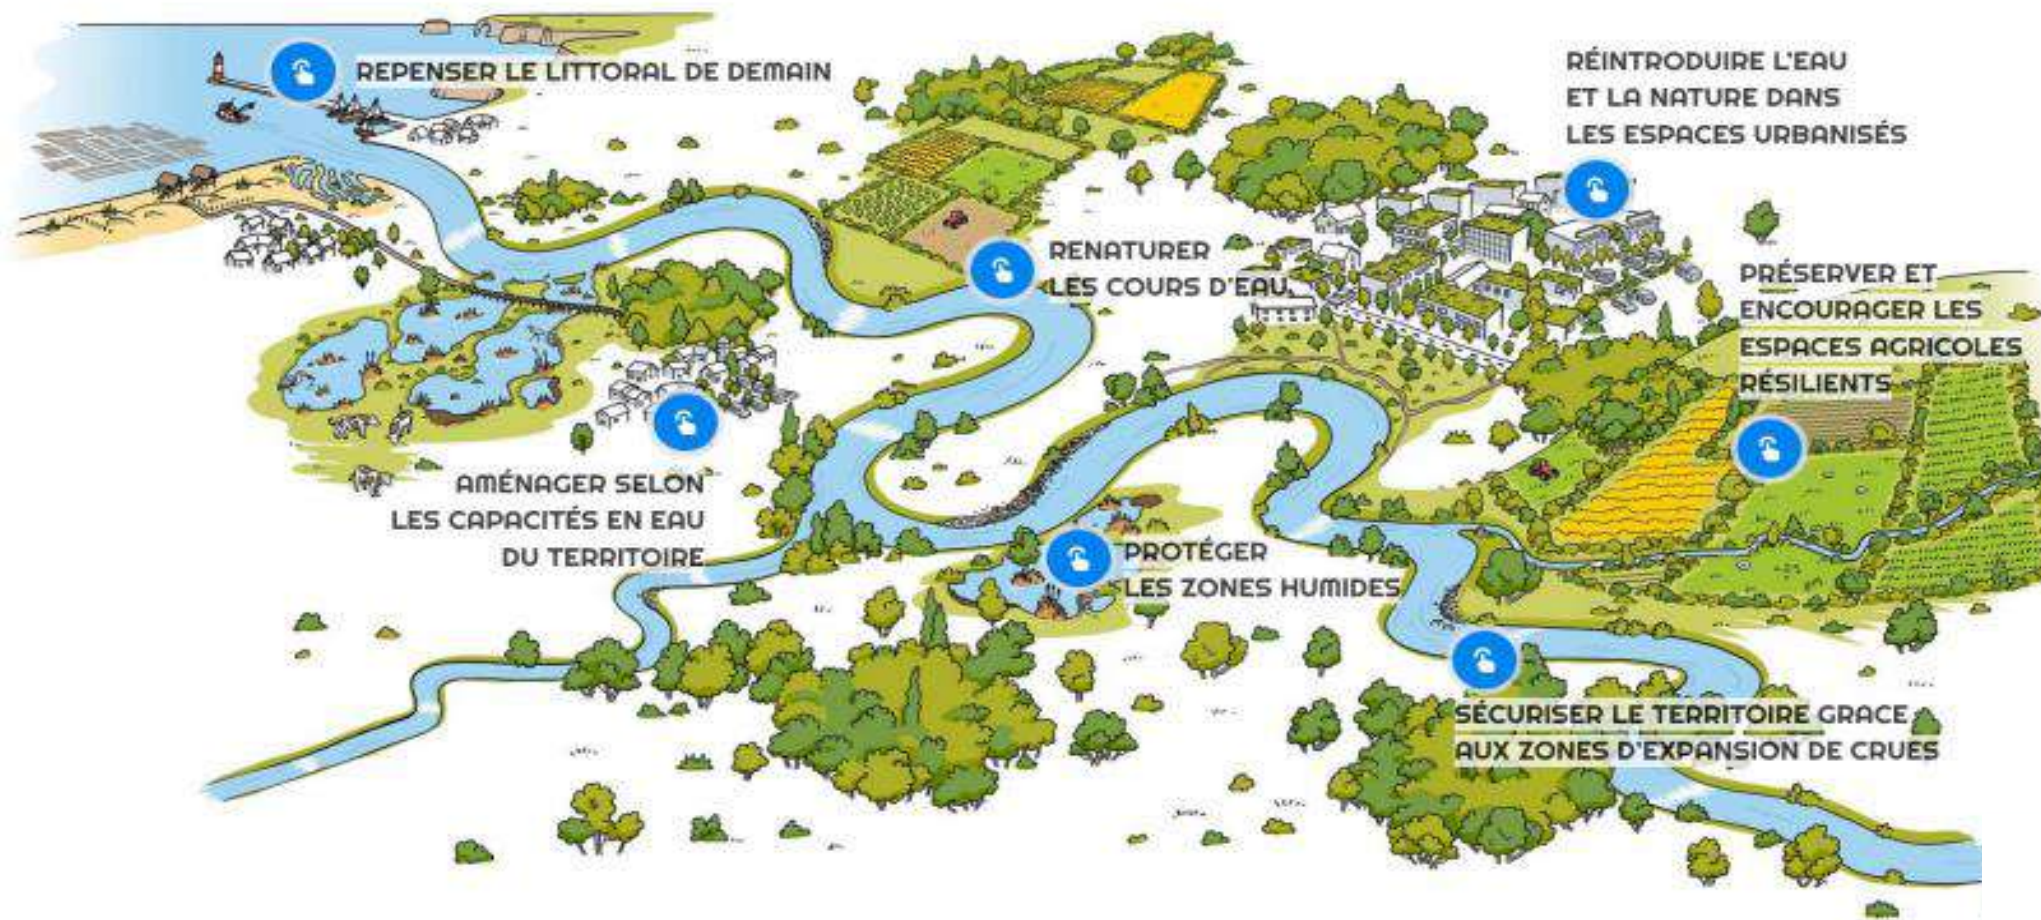 REPENSER LE LITTORAL DE DEMAIN
RÉINTRODUIRE L'EAU
ET LA NATURE DANS
LES ESPACES URBANISÉS
RENATURER
LES COURS D'EAU
PRÉSERVER ET
ENCOURAGER LES
ESPACES AGRICOLES
RÉSILIENTS
AMÉNAGER SELON
LES CAPACITÉS EN EAU
DU TERRITOIRE
PROTÉGER
LES ZONES HUMIDES
SÉCURISER LE TERRITOIRE GRACE
AUX ZONES D'EXPANSION DE CRUES